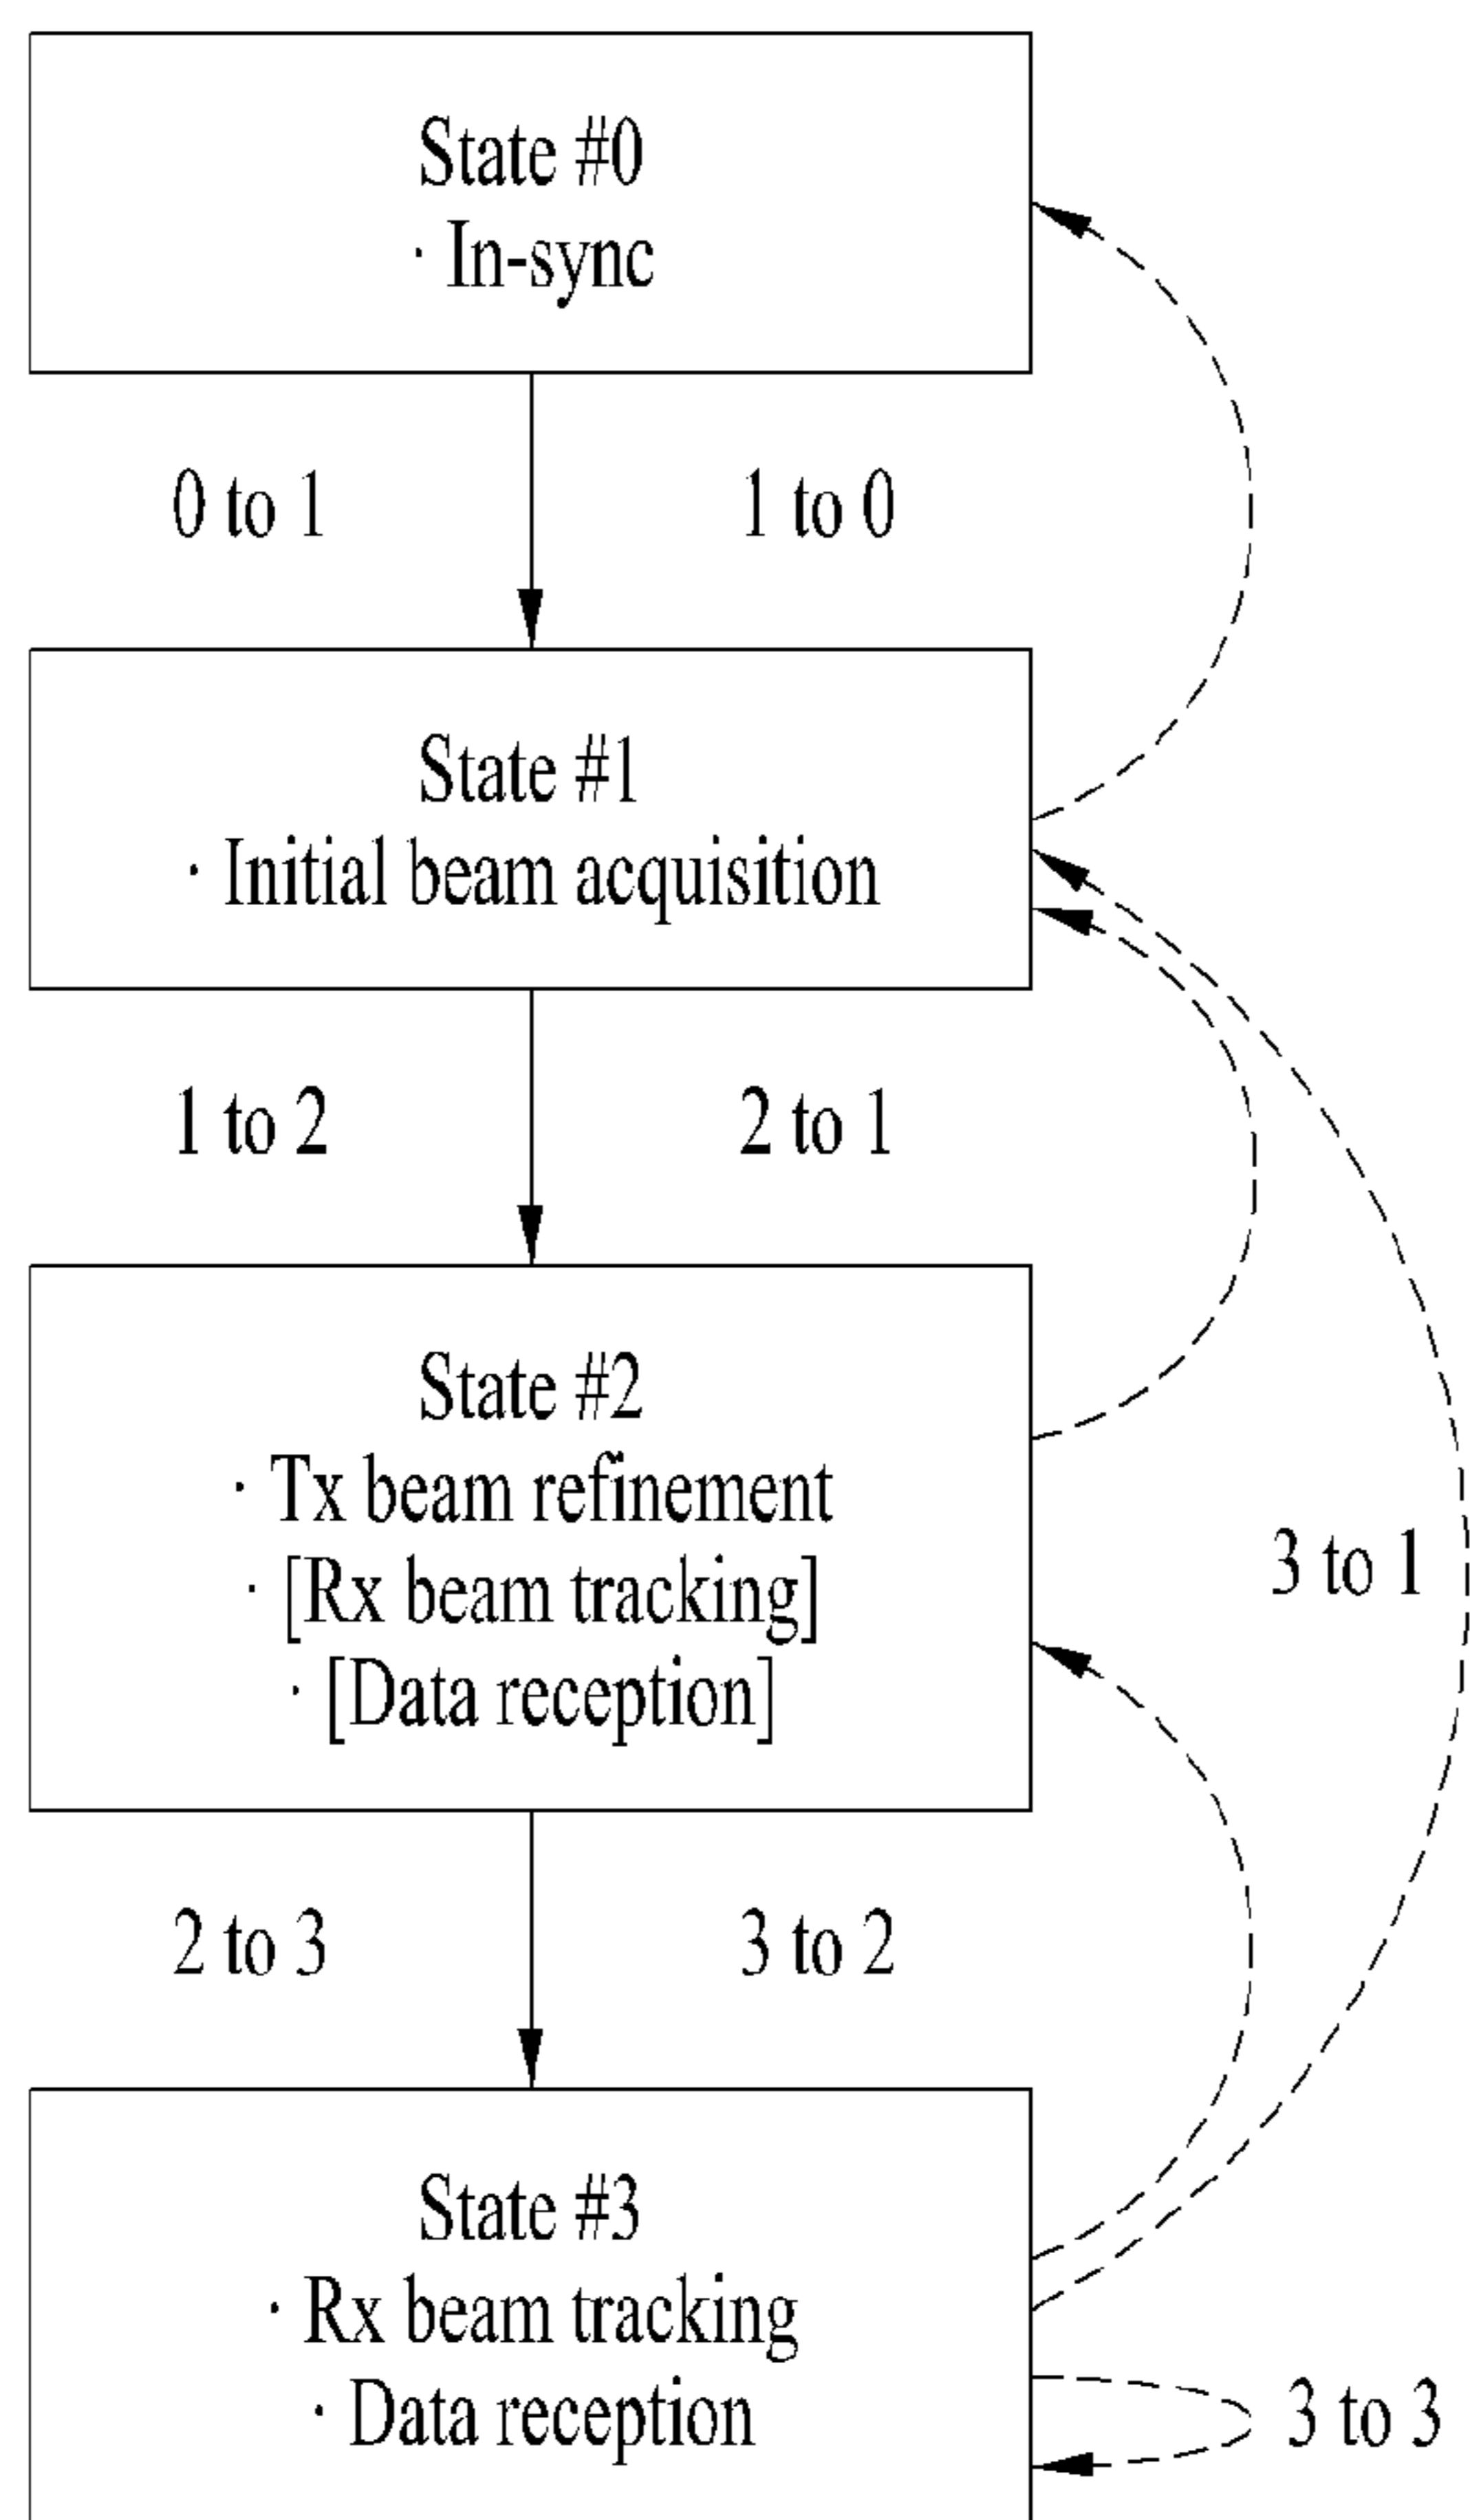 State #0
· In-sync
0 to 1
1 to 0
State #1
· Initial beam acquisition
1 to 2
2 to 1
State #2
· Tx beam refinement
· [Rx beam tracking]
· [Data reception]
3 to 1
2 to 3
3 to 2
State #3
· Rx beam tracking
· Data reception
3 to 3